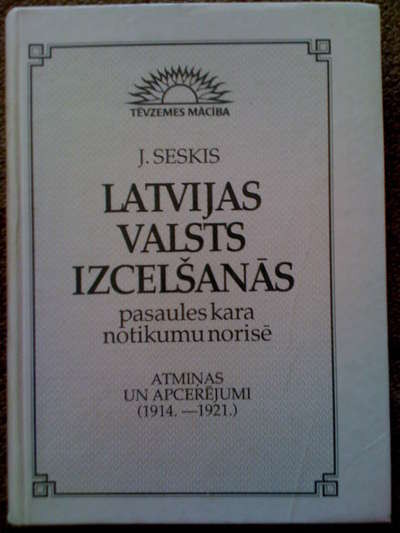 TĒVZEMES MĀCĪBA
J. SESKIS
LATVIJAS
VALSTS
IZCELŠANĀS
pasaules kara
notikumu norisē
ATMIŅAS
UN APCERĒJUMI
(1914. —1921.)